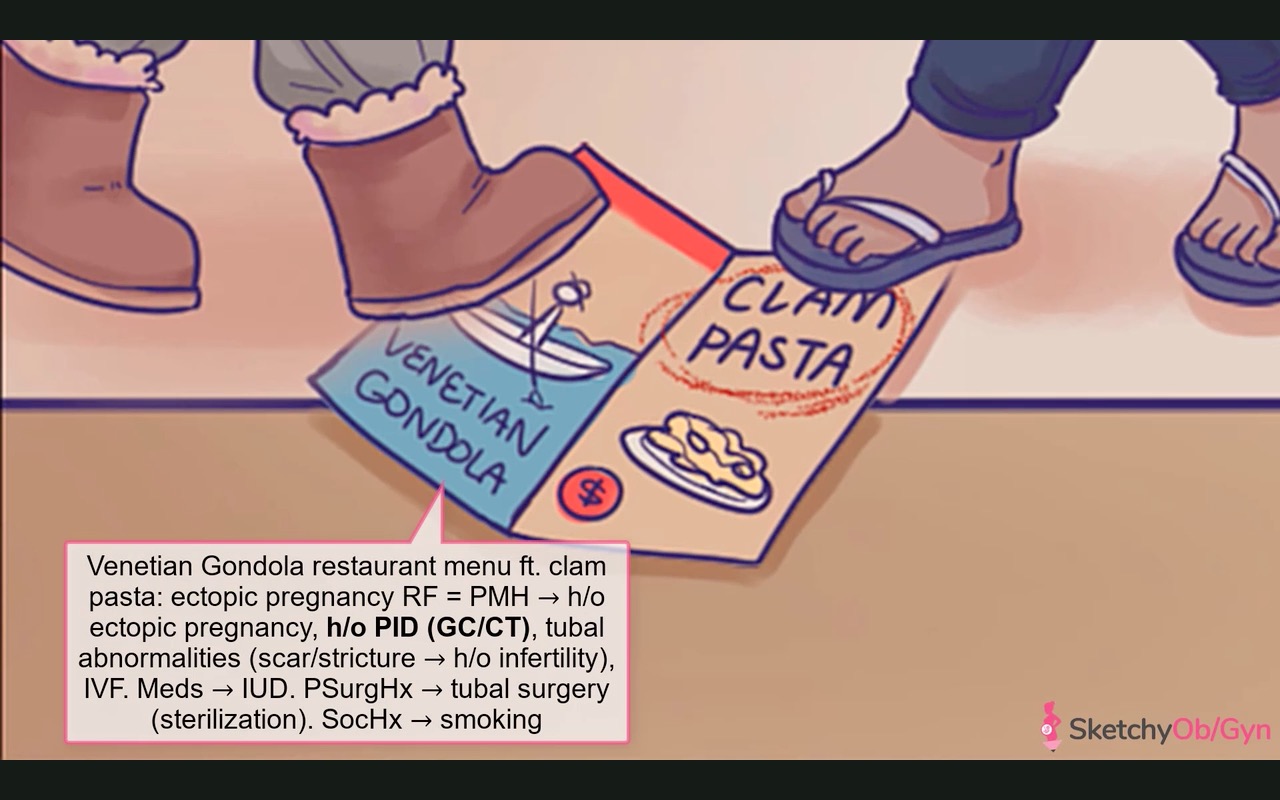 CLAM
PASTA
VENETIAN
GONDOLA
$
Venetian Gondola restaurant menu ft. clam
pasta: ectopic pregnancy RF = PMH → h/o
ectopic pregnancy, h/o PID (GC/CT), tubal
abnormalities (scar/stricture → h/o infertility),
IVF. Meds → IUD. PSurgHx → tubal surgery
(sterilization). SocHx → smoking
SketchyOb/Gyn